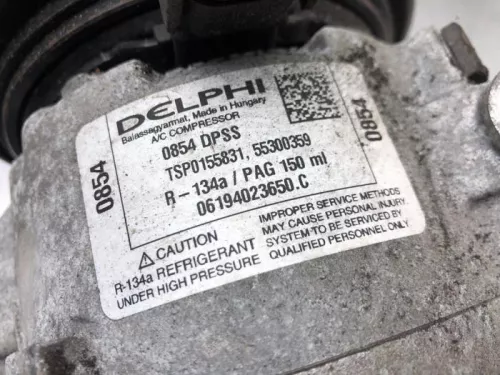 DELPHI
Balassagyarmat, Made in Hungary
A/C COMPRESSOR
0854 DPSS
TSP0155831, 55300359
R - 134a / PAG 150 ml
06194023650.C
0854
0854
⚠ CAUTION
R-134a REFRIGERANT
UNDER HIGH PRESSURE
IMPROPER SERVICE METHODS
MAY CAUSE PERSONAL INJURY.
SYSTEM TO BE SERVICED BY
QUALIFIED PERSONNEL ONLY